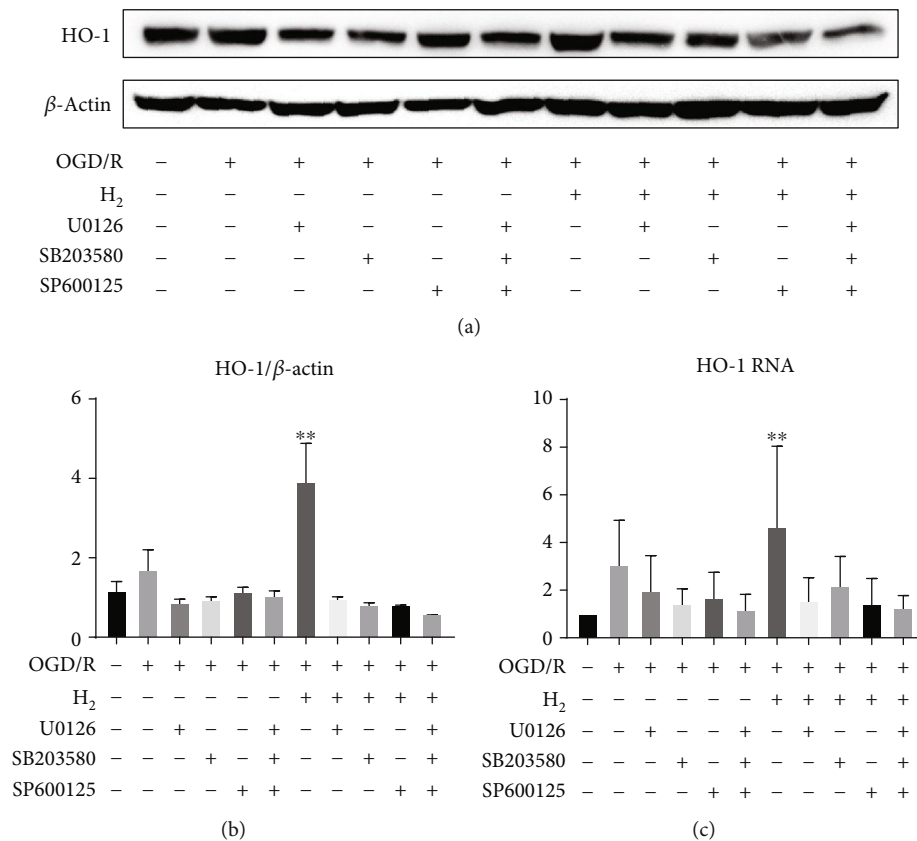 HO-1
β-Actin
OGD/R − + + + + + + + + + +
H₂ − − − − − − + + + + +
U0126 − − + − − + − + − − +
SB203580 − − − + − + − − + − +
SP600125 − − − − + + − − − + +
(a)
HO-1/β-actin
6
4
2
0
**
OGD/R − + + + + + + + + + +
H₂ − − − − − − + + + + +
U0126 − − + − − + − + − − +
SB203580 − − − + − + − − + − +
SP600125 − − − − + + − − − + +
(b)
HO-1 RNA
10
8
6
4
2
0
**
OGD/R − + + + + + + + + + +
H₂ − − − − − − + + + + +
U0126 − − + − − + − + − − +
SB203580 − − − + − + − − + − +
SP600125 − − − − + + − − − + +
(c)